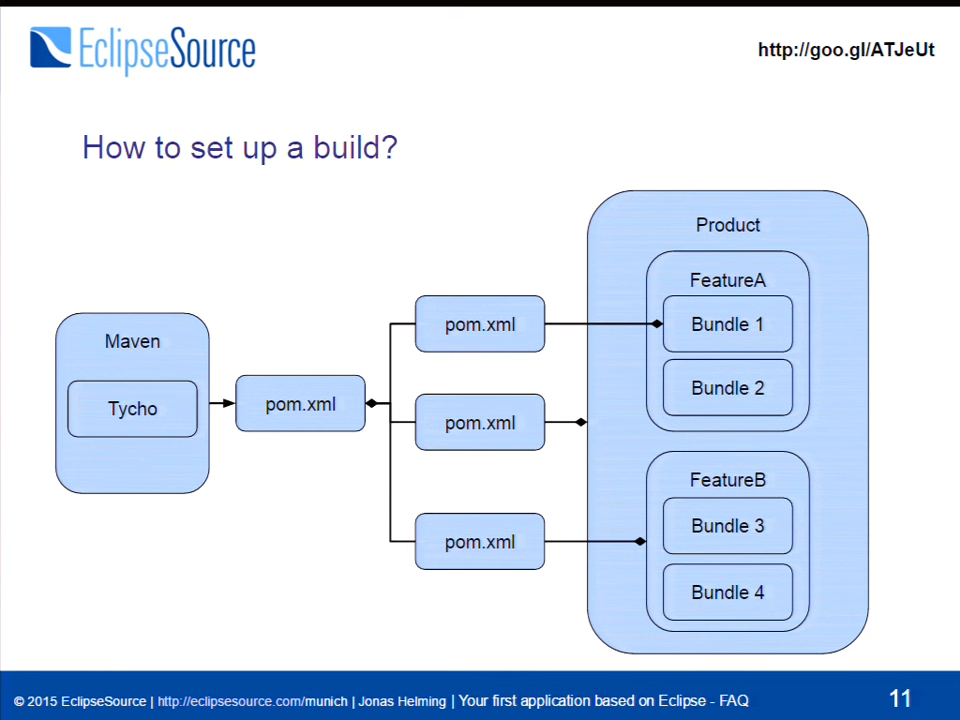 EclipseSource
http://goo.gl/ATJeUt
How to set up a build?
Product
FeatureA
Bundle 1
Bundle 2
FeatureB
Bundle 3
Bundle 4
Maven
Tycho
pom.xml
pom.xml
pom.xml
pom.xml
© 2015 EclipseSource | http://eclipsesource.com/munich | Jonas Helming | Your first application based on Eclipse - FAQ
11